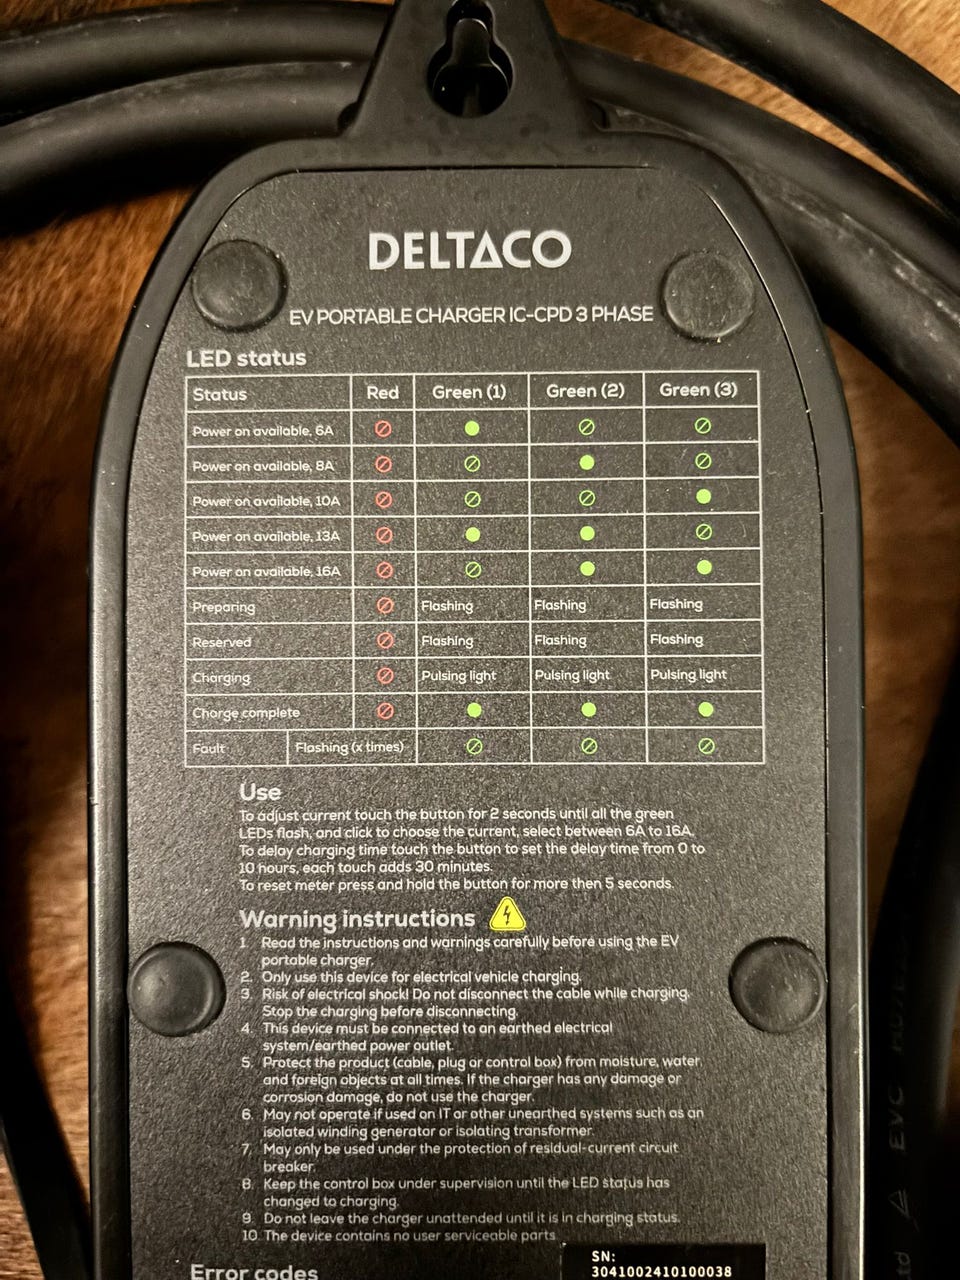 DELTACO
EV PORTABLE CHARGER IC-CPD 3 PHASE
LED status
Status Red Green (1) Green (2) Green (3)
Power on available, 6A
Power on available, 8A
Power on available, 10A
Power on available, 13A
Power on available, 16A
Preparing Flashing Flashing Flashing
Reserved Flashing Flashing Flashing
Charging Pulsing light Pulsing light Pulsing light
Charge complete
Fault Flashing (x times)
Use
To adjust current touch the button for 2 seconds until all the green
LEDs flash, and click to choose the current, select between 6A to 16A.
To delay charging time touch the button to set the delay time from 0 to
10 hours, each touch adds 30 minutes.
To reset meter press and hold the button for more then 5 seconds.
Warning instructions
1. Read the instructions and warnings carefully before using the EV
portable charger.
2. Only use this device for electrical vehicle charging.
3. Risk of electrical shock! Do not disconnect the cable while charging.
Stop the charging before disconnecting.
4. This device must be connected to an earthed electrical
system/earthed power outlet.
5. Protect the product (cable, plug or control box) from moisture, water
and foreign objects at all times. If the charger has any damage or
corrosion damage, do not use the charger.
6. May not operate if used on IT or other unearthed systems such as an
isolated winding generator or isolating transformer.
7. May only be used under the protection of residual-current circuit
breaker.
8. Keep the control box under supervision until the LED status has
changed to charging.
9. Do not leave the charger unattended until it is in charging status.
10. The device contains no user serviceable parts
Error codes
SN:
3041002410100038
EVC